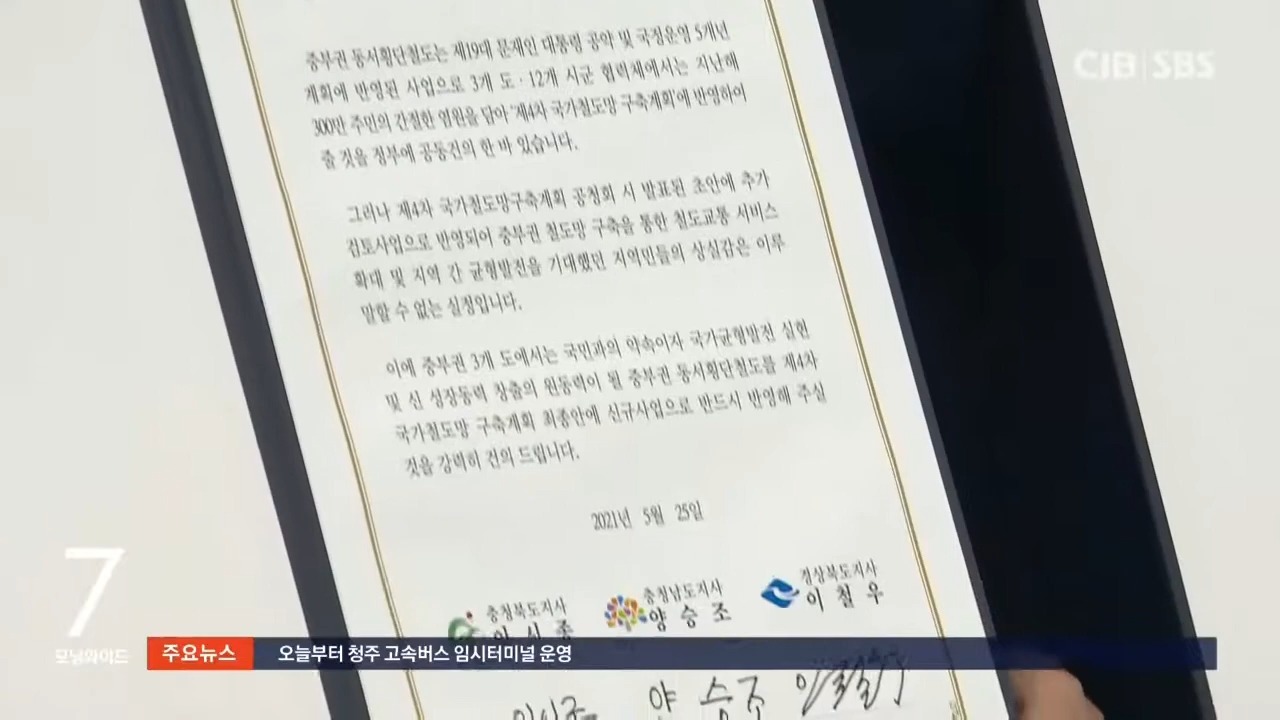 CJB SBS
중부권 동서횡단철도는 제19대 문재인 대통령 공약 및 국정운영 5개년
계획에 반영된 사업으로 3개 도·12개 시군 협력체에서는 지난해
300만 주민의 간절한 염원을 담아 '제4차 국가철도망 구축계획'에 반영하여
줄 것을 정부에 공동건의 한 바 있습니다.
그러나 제4차 국가철도망구축계획 공청회 시 발표된 초안에 추가
검토사업으로 반영되어 중부권 철도망 구축을 통한 철도교통 서비스
확대 및 지역 간 균형발전을 기대했던 지역민들의 상실감은 이루
말할 수 없는 실정입니다.
이에 중부권 3개 도에서는 국민과의 약속이자 국가균형발전 실현
및 신 성장동력 창출의 원동력이 될 중부권 동서횡단철도를 제4차
국가철도망 구축계획 최종안에 신규사업으로 반드시 반영해 주실
것을 강력히 건의 드립니다.
2021년 5월 25일
충청북도지사 충청남도지사 경상북도지사
이시종 양승조 이철우
양승조
7
모닝와이드
주요뉴스 오늘부터 청주 고속버스 임시터미널 운영